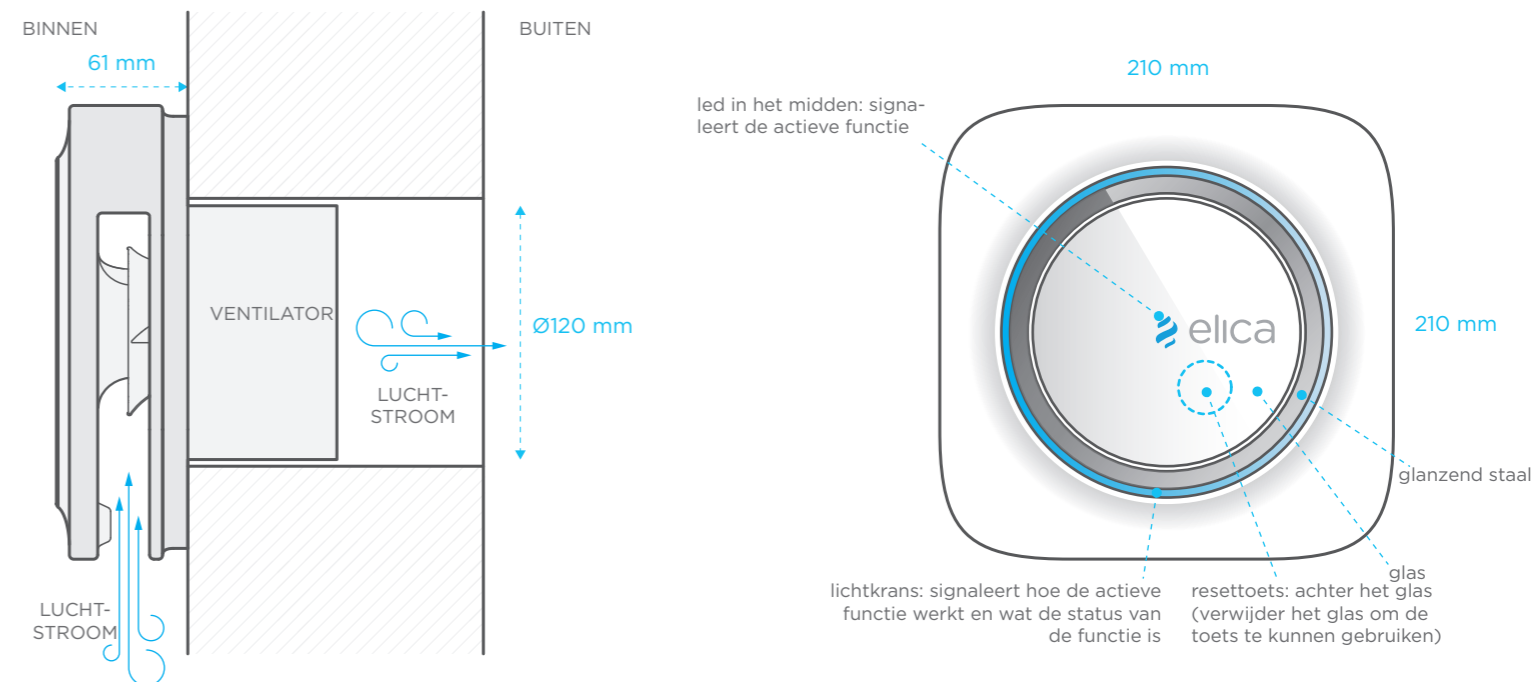 BINNEN
BUITEN
61 mm
VENTILATOR
Ø120 mm
LUCHT-
STROOM
LUCHT-
STROOM
210 mm
led in het midden: signa-
leert de actieve functie
elica
210 mm
glanzend staal
glas
lichtkrans: signaleert hoe de actieve
functie werkt en wat de status van
de functie is
resettoets: achter het glas
(verwijder het glas om de
toets te kunnen gebruiken)